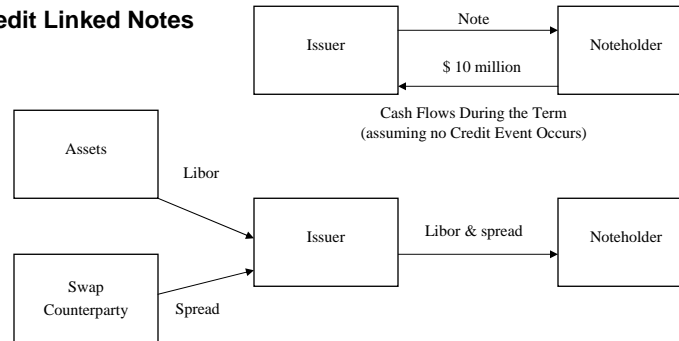 edit Linked Notes
Note
Issuer
Noteholder
$ 10 million
Cash Flows During the Term
(assuming no Credit Event Occurs)
Assets
Libor
Issuer
Libor & spread
Noteholder
Swap
Counterparty
Spread